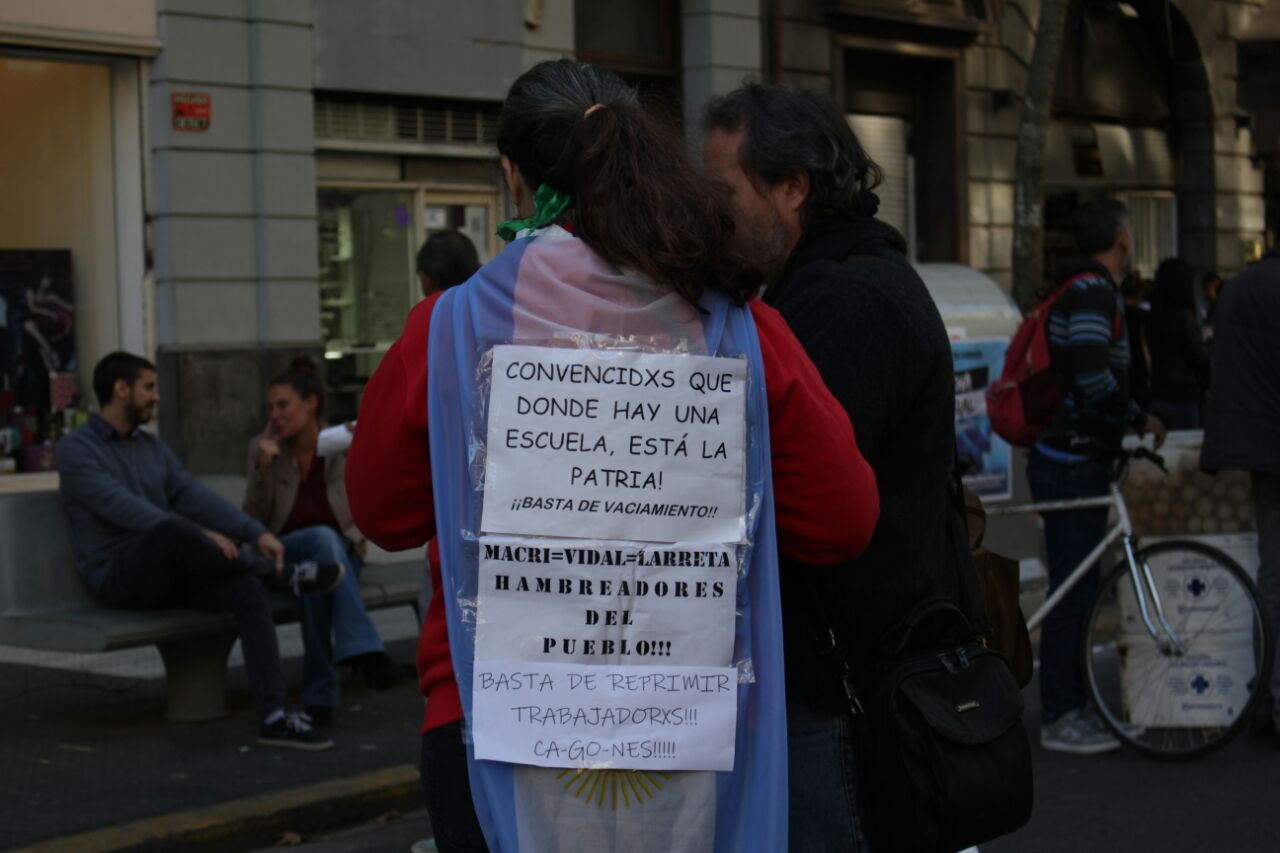 CONVENCIDXS QUE
DONDE HAY UNA
ESCUELA, ESTÁ LA
PATRIA!
¡¡BASTA DE VACIAMIENTO!!
MACRI=VIDAL=LARRETA
HAMBREADORES
DEL
PUEBLO!!!
BASTA DE REPRIMIR
TRABAJADORXS!!!
CA-GO-NES!!!!!